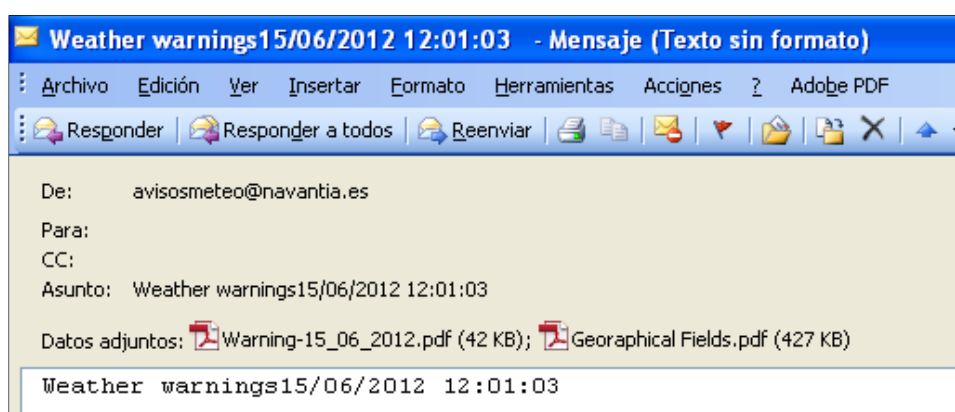 Weather warnings15/06/2012 12:01:03 - Mensaje (Texto sin formato)
Archivo Edición Ver Insertar Formato Herramientas Acciones ? Adobe PDF
Responder Responder a todos Reenviar
De: avisosmeteo@navantia.es
Para:
CC:
Asunto: Weather warnings15/06/2012 12:01:03
Datos adjuntos: Warning-15_06_2012.pdf (42 KB); Georaphical Fields.pdf (427 KB)
Weather warnings15/06/2012 12:01:03